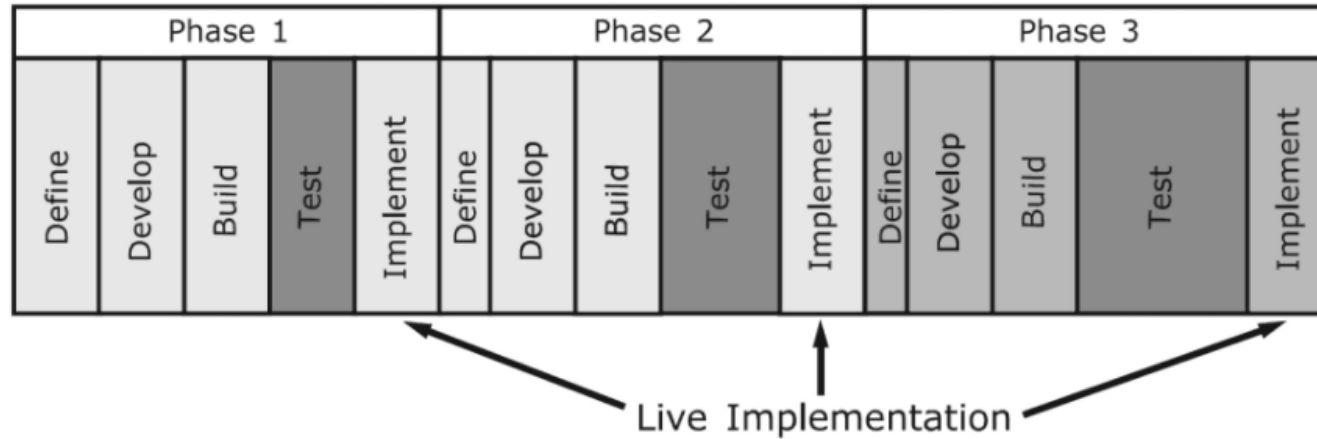 Phase 1
Phase 2
Phase 3
Define
Develop
Build
Test
Implement
Define
Develop
Build
Test
Implement
Define
Develop
Build
Test
Implement
Live Implementation